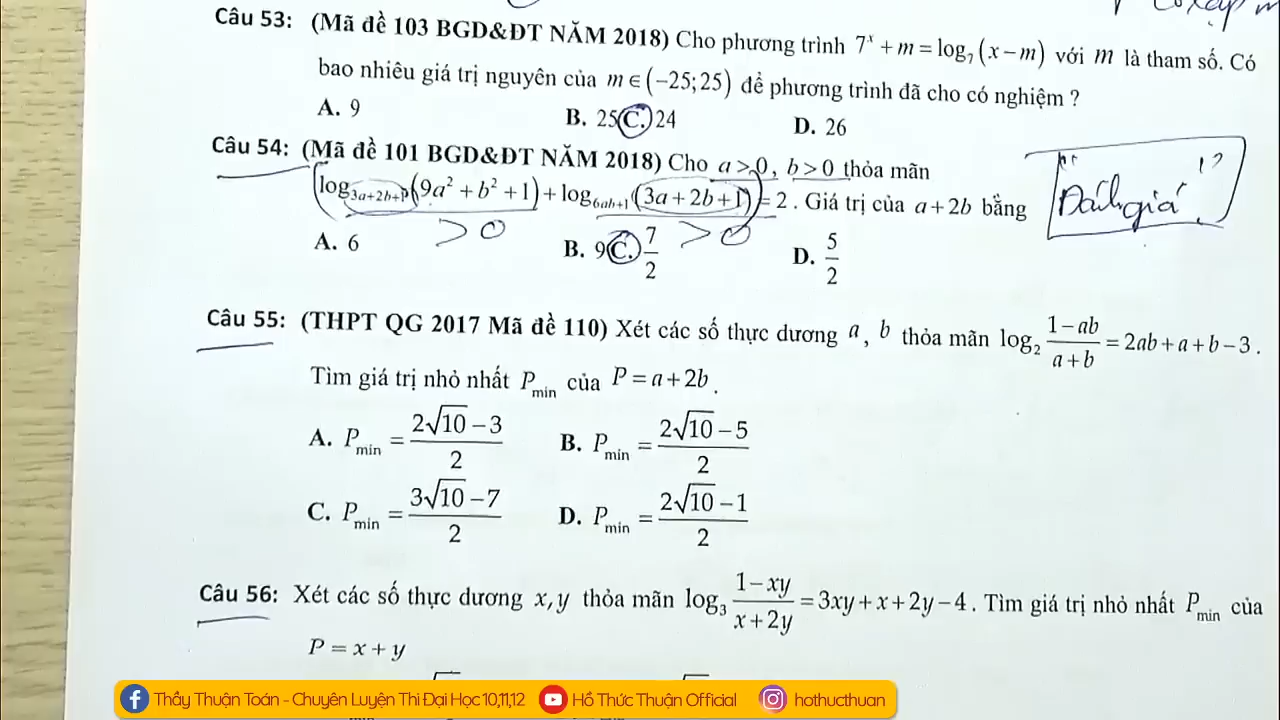 Câu 53: (Mã đề 103 BGD&ĐT NĂM 2018) Cho phương trình 7^x + m = log_7 (x − m) với m là tham số. Có
bao nhiêu giá trị nguyên của m ∈ (−25; 25) để phương trình đã cho có nghiệm ?
A. 9 B. 25 C. 24 D. 26
Câu 54: (Mã đề 101 BGD&ĐT NĂM 2018) Cho a > 0, b > 0 thỏa mãn
log_{3a+2b+1} (9a² + b² + 1) + log_{6ab+1} (3a + 2b + 1) = 2. Giá trị của a + 2b bằng
" Đánh giá "
> 0 > 0
A. 6 B. 9 C. 7/2 D. 5/2
Câu 55: (THPT QG 2017 Mã đề 110) Xét các số thực dương a, b thỏa mãn log_2 (1 − ab)/(a + b) = 2ab + a + b − 3.
Tìm giá trị nhỏ nhất P_min của P = a + 2b.
A. P_min = (2√10 − 3)/2 B. P_min = (2√10 − 5)/2
C. P_min = (3√10 − 7)/2 D. P_min = (2√10 − 1)/2
Câu 56: Xét các số thực dương x, y thỏa mãn log_3 (1 − xy)/(x + 2y) = 3xy + x + 2y − 4. Tìm giá trị nhỏ nhất P_min của
P = x + y
Thầy Thuận Toán - Chuyên Luyện Thi Đại Học 10,11,12 Hồ Thức Thuận Official hothucthuan